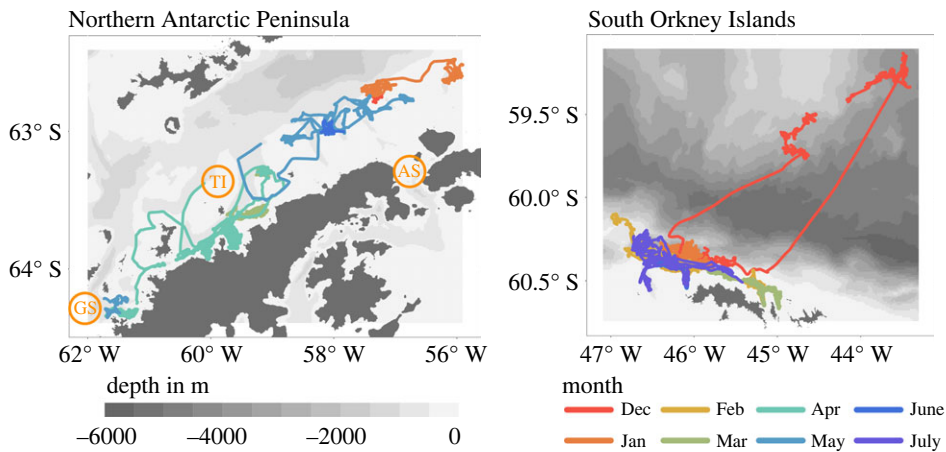 Northern Antarctic Peninsula
South Orkney Islands
63° S
64° S
TI
AS
GS
62° W 60° W 58° W 56° W
59.5° S
60.0° S
60.5° S
47° W 46° W 45° W 44° W
depth in m
–6000 –4000 –2000 0
month
Dec Feb Apr June
Jan Mar May July